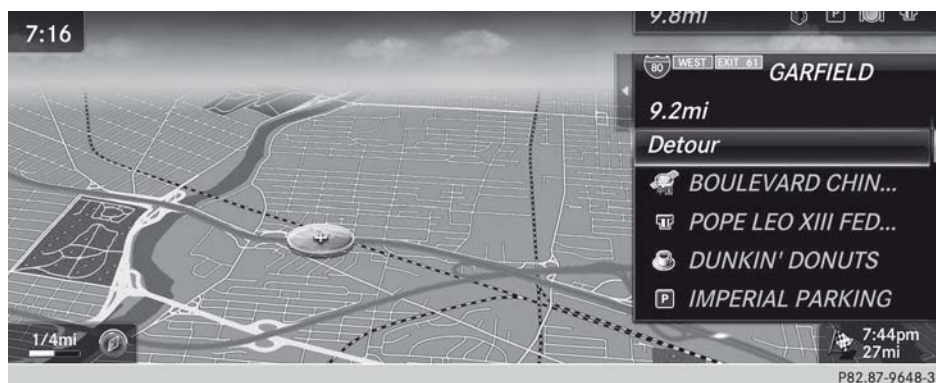 7:16
9.8mi
P
80 WEST EXIT 61 GARFIELD
9.2mi
Detour
BOULEVARD CHIN...
POPE LEO XIII FED...
DUNKIN' DONUTS
P IMPERIAL PARKING
1/4mi
7:44pm
27mi
P82.87-9648-3